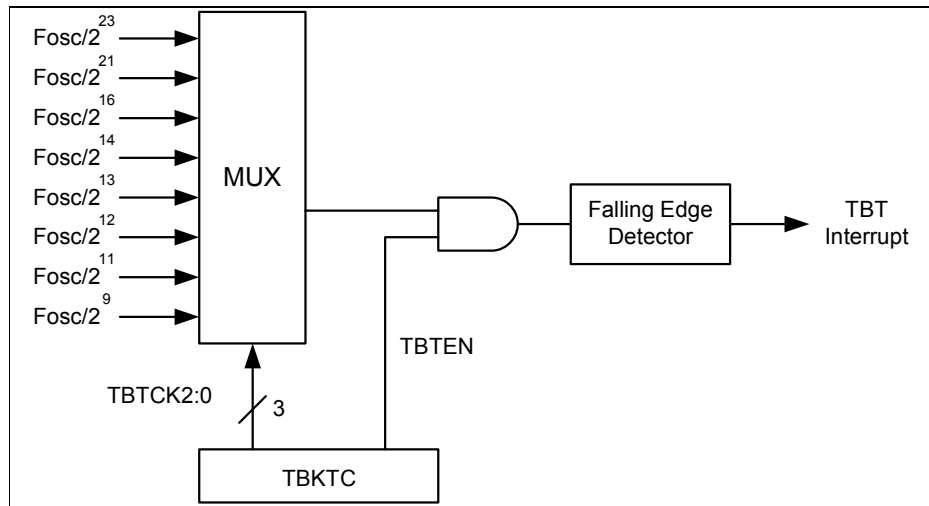 Fosc/2^23
Fosc/2^21
Fosc/2^16
Fosc/2^14
Fosc/2^13
Fosc/2^12
Fosc/2^11
Fosc/2^9
MUX
Falling Edge
Detector
TBT
Interrupt
TBTEN
TBTCK2:0
3
TBKTC